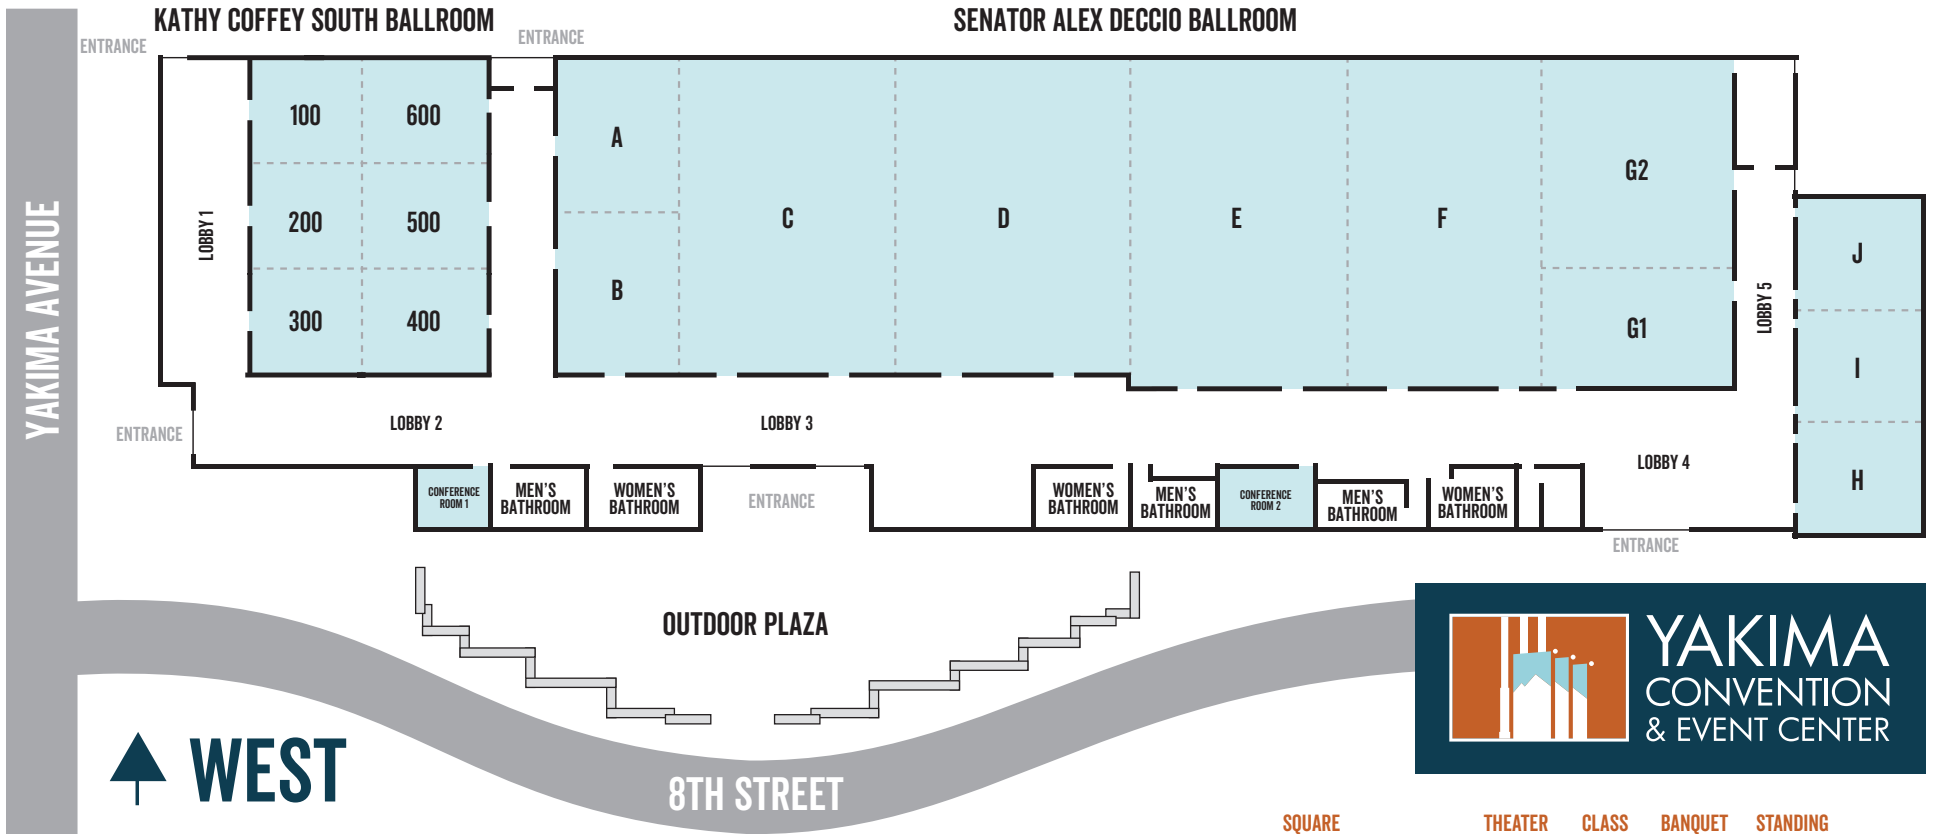 KATHY COFFEY SOUTH BALLROOM
SENATOR ALEX DECCIO BALLROOM
ENTRANCE
ENTRANCE
100
600
A
G2
YAKIMA AVENUE
LOBBY 1
200
500
C
D
E
F
J
B
LOBBY 5
300
400
G1
I
ENTRANCE
LOBBY 2
LOBBY 3
LOBBY 4
H
CONFERENCE
ROOM 1
MEN'S
BATHROOM
WOMEN'S
BATHROOM
ENTRANCE
WOMEN'S
BATHROOM
MEN'S
BATHROOM
CONFERENCE
ROOM 2
MEN'S
BATHROOM
WOMEN'S
BATHROOM
ENTRANCE
OUTDOOR PLAZA
YAKIMA
CONVENTION
& EVENT CENTER
WEST
8TH STREET
SQUARE THEATER CLASS BANQUET STANDING